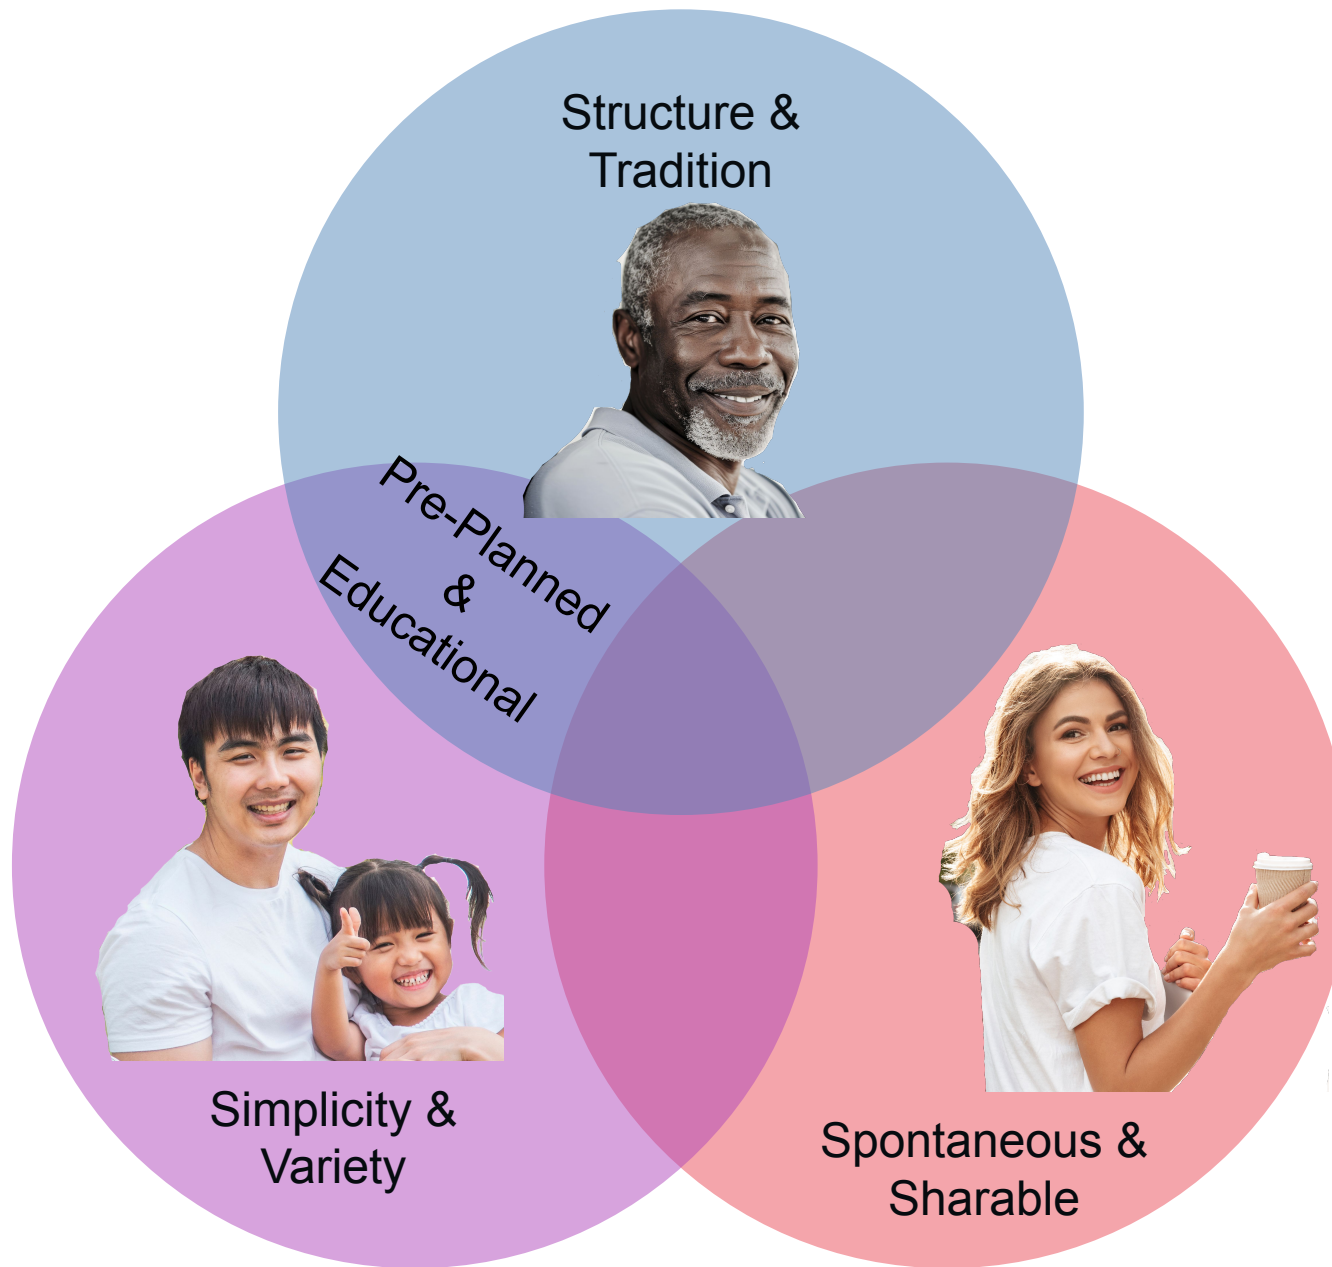 Structure &
Tradition
Pre-Planned
&
Educational
Simplicity &
Variety
Spontaneous &
Sharable